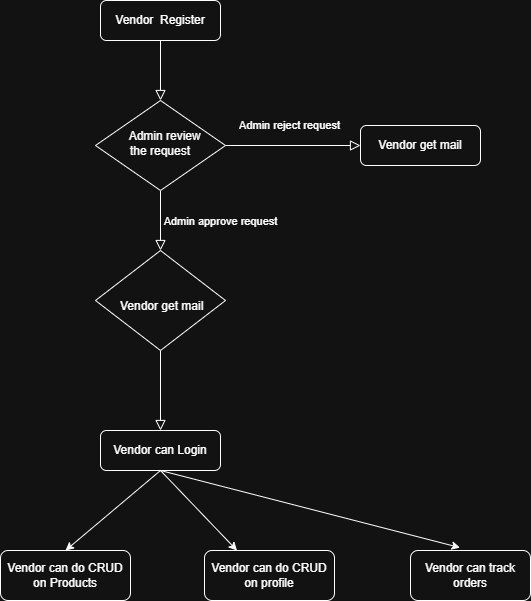 Vendor Register
Admin review
the request
Admin reject request
Vendor get mail
Admin approve request
Vendor get mail
Vendor can Login
Vendor can do CRUD
on Products
Vendor can do CRUD
on profile
Vendor can track
orders